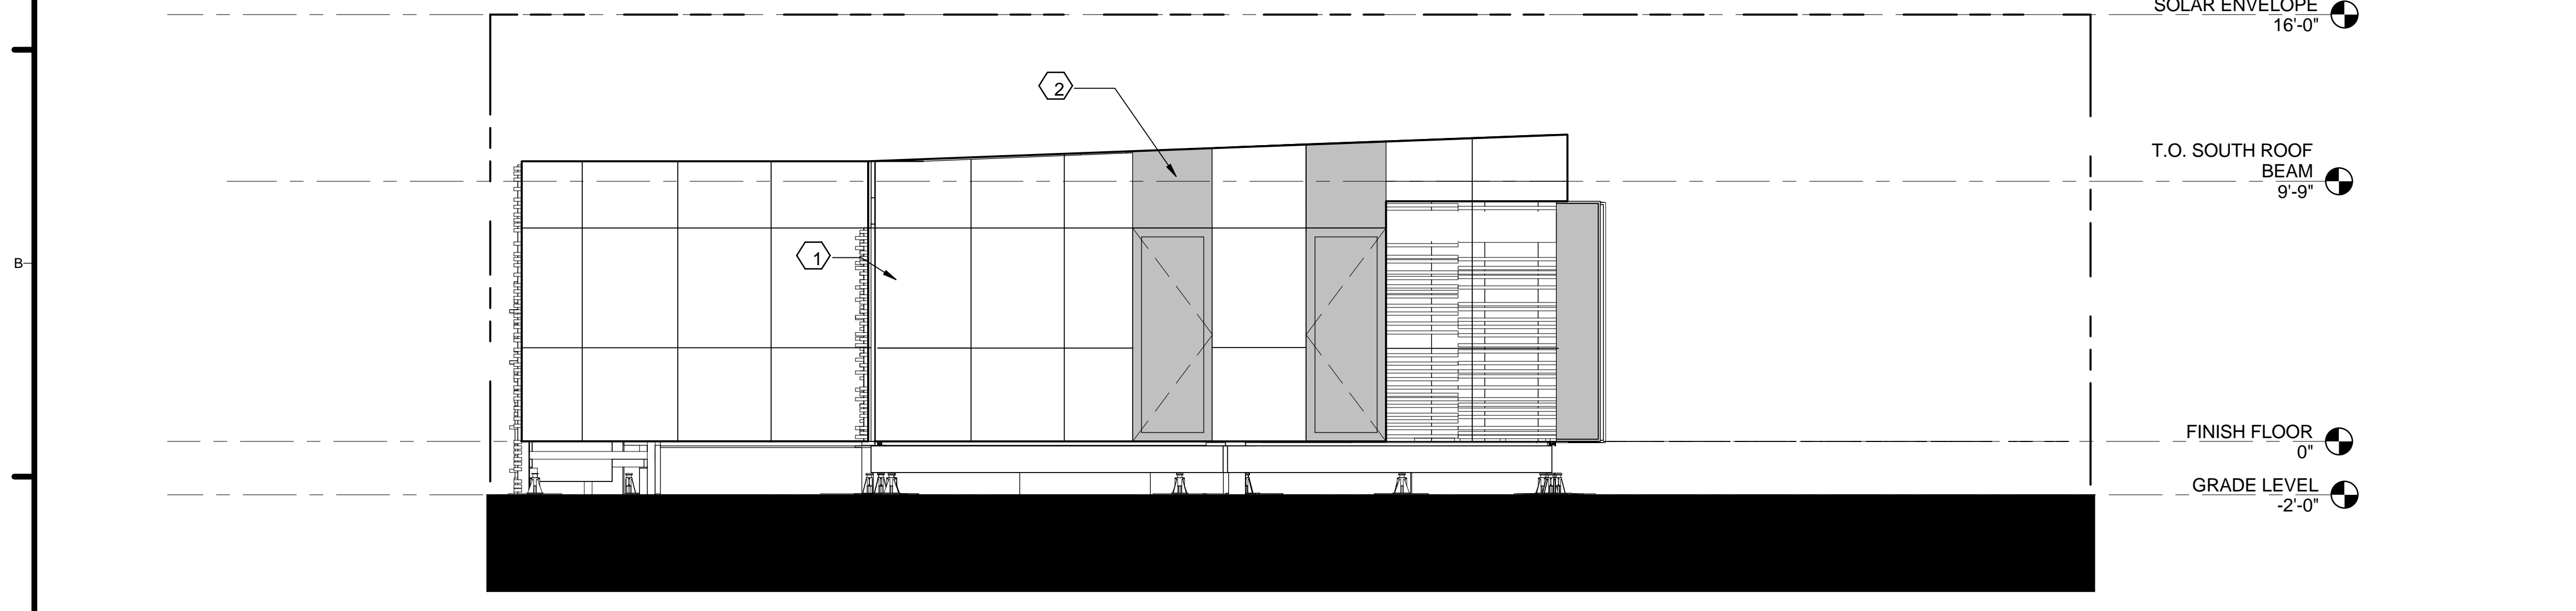 SOLAR ENVELOPE
16'-0"
2
T.O. SOUTH ROOF
BEAM
9'-9"
1
B
FINISH FLOOR
0"
GRADE LEVEL
-2'-0"